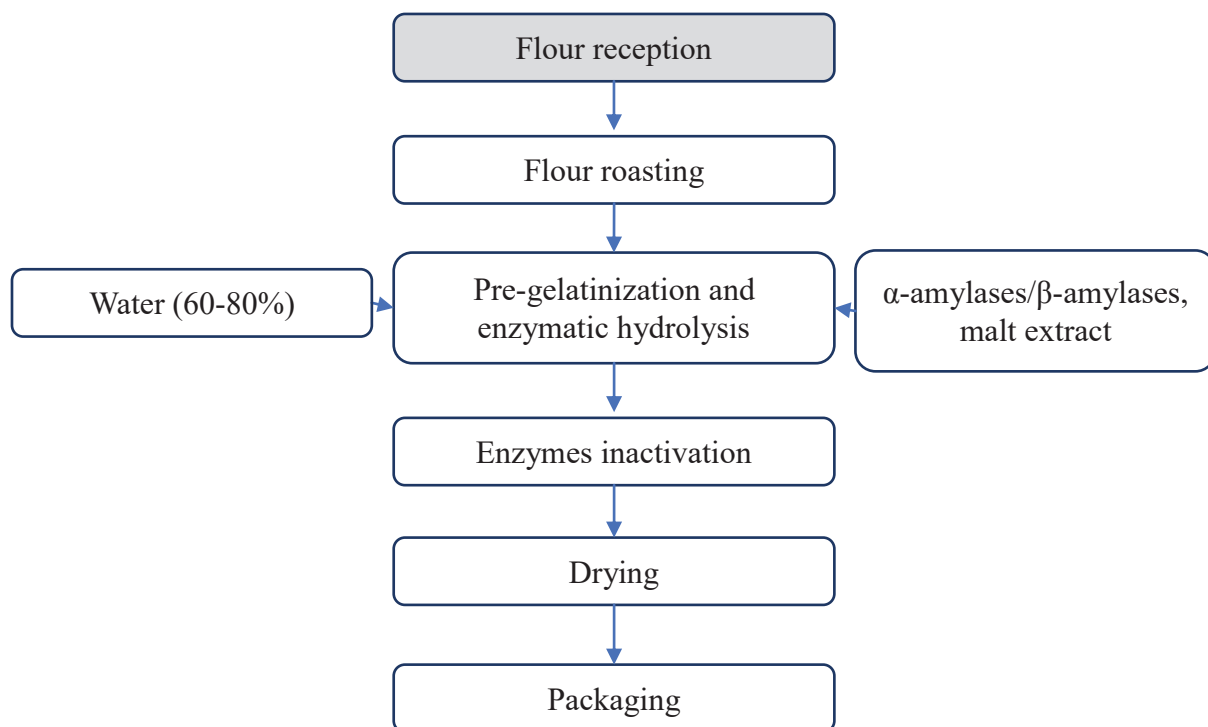 Flour reception
Flour roasting
Water (60-80%)
Pre-gelatinization and
enzymatic hydrolysis
α-amylases/β-amylases,
malt extract
Enzymes inactivation
Drying
Packaging